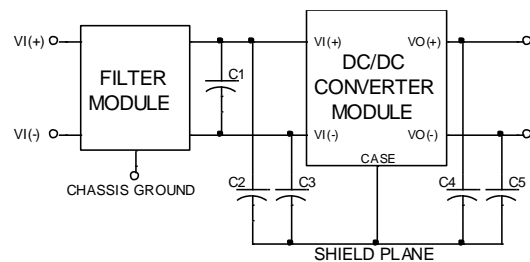 VI(+)
VI(-)
FILTER
MODULE
CHASSIS GROUND
C1
C2
C3
VI(+)
VI(-)
DC/DC
CONVERTER
MODULE
CASE
VO(+)
VO(-)
C4
C5
SHIELD PLANE